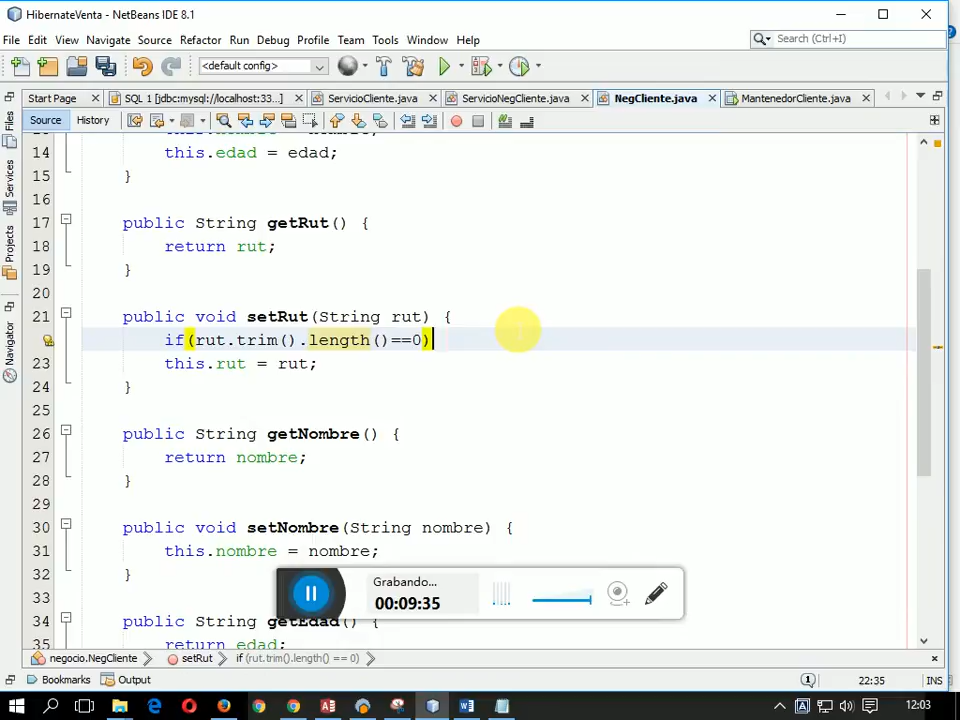 HibernateVenta - NetBeans IDE 8.1
File Edit View Navigate Source Refactor Run Debug Profile Team Tools Window Help
Search (Ctrl+I)
<default config>
Start Page SQL 1 [jdbc:mysql://localhost:33... ServicioCliente.java ServicioNegCliente.java NegCliente.java MantenedorCliente.java
Source History
Files
Services
Projects
Navigator
14 this.edad = edad;
15 }
16
17 public String getRut() {
18 return rut;
19 }
20
21 public void setRut(String rut) {
if(rut.trim().length()==0)
23 this.rut = rut;
24 }
25
26 public String getNombre() {
27 return nombre;
28 }
29
30 public void setNombre(String nombre) {
31 this.nombre = nombre;
32 }
33
34 public String getEdad() {
35 return edad;
Grabando...
00:09:35
negocio.NegCliente setRut if (rut.trim().length() == 0)
Bookmarks Output
1 22:35 INS
12:03